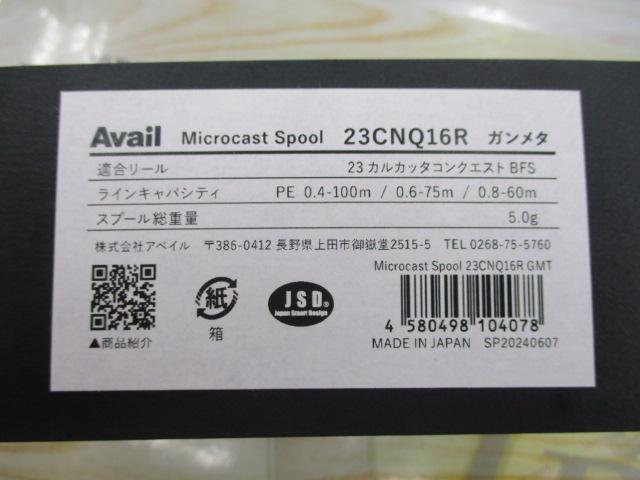 Avail Microcast Spool 23CNQ16R ガンメタ
適合リール 23 カルカッタコンクエスト BFS
ラインキャパシティ PE 0.4-100m / 0.6-75m / 0.8-60m
スプール総重量 5.0g
株式会社アベイル 〒386-0412 長野県上田市御嶽堂2515-5 TEL 0268-75-5760
Microcast Spool 23CNQ16R GMT
紙
箱
JSD®
Japan Smart Design
4 580498 104078
▲商品紹介
MADE IN JAPAN SP20240607